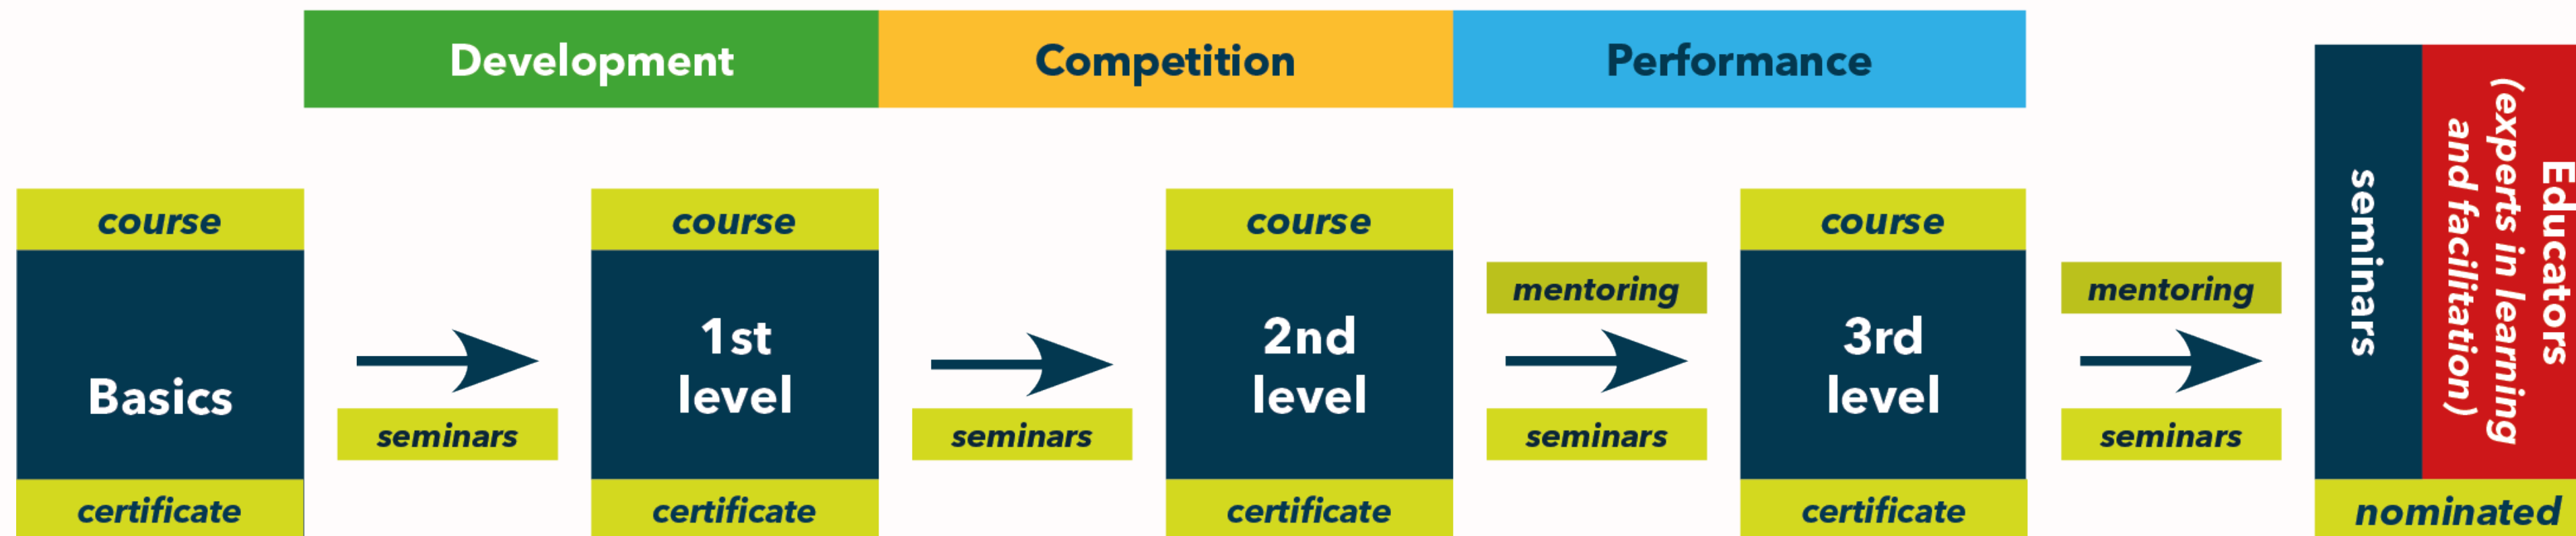 Development
Competition
Performance
course
Basics
certificate
seminars
course
1st
level
certificate
seminars
course
2nd
level
certificate
mentoring
seminars
course
3rd
level
certificate
mentoring
seminars
seminars
Educators
(experts in learning
and facilitation)
nominated